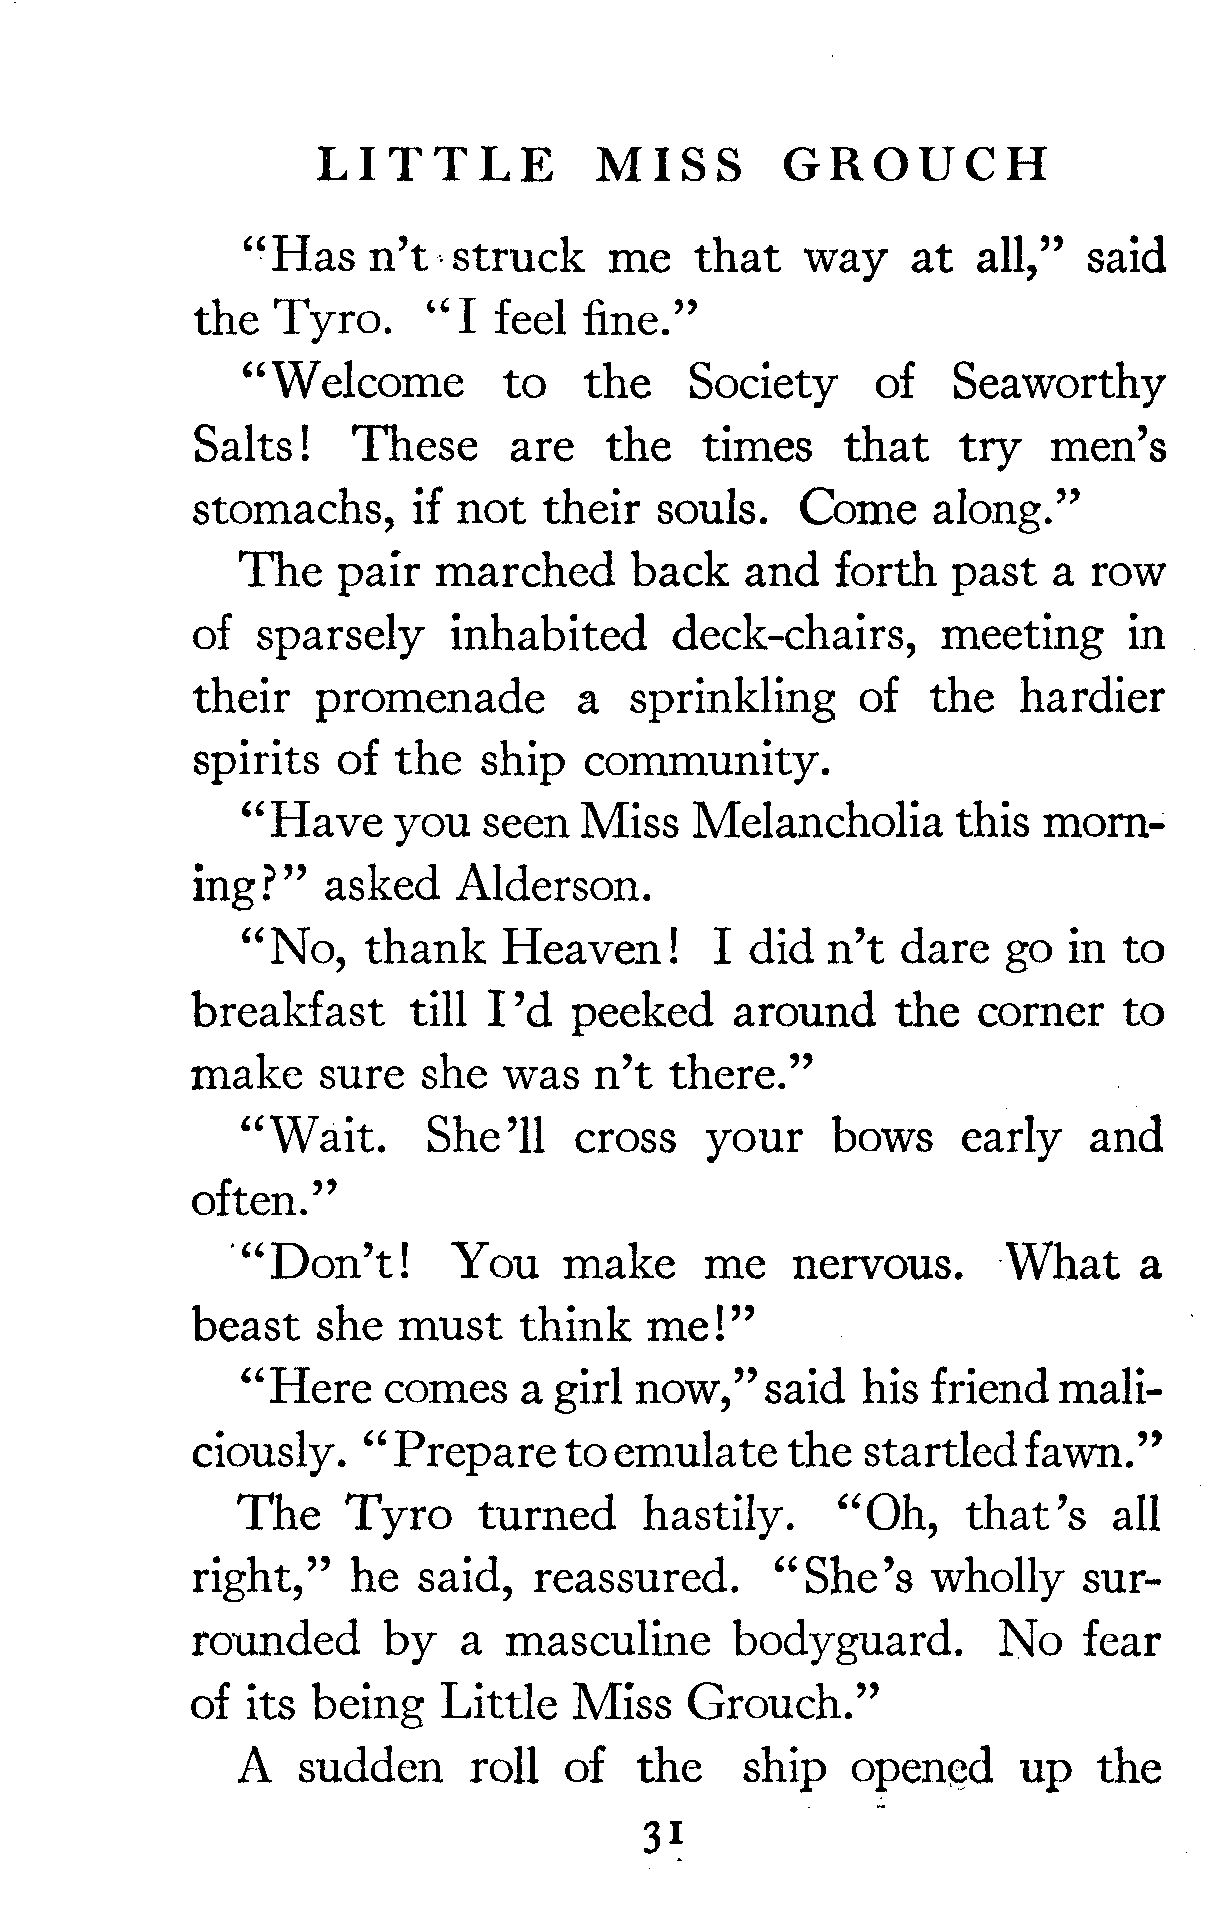 LITTLE MISS GROUCH
“Has n’t struck me that way at all,” said
the Tyro. “I feel fine.”
“Welcome to the Society of Seaworthy
Salts! These are the times that try men’s
stomachs, if not their souls. Come along.”
The pair marched back and forth past a row
of sparsely inhabited deck-chairs, meeting in
their promenade a sprinkling of the hardier
spirits of the ship community.
“Have you seen Miss Melancholia this morn-
ing?” asked Alderson.
“No, thank Heaven! I did n’t dare go in to
breakfast till I’d peeked around the corner to
make sure she was n’t there.”
“Wait. She’ll cross your bows early and
often.”
“Don’t! You make me nervous. What a
beast she must think me!”
“Here comes a girl now,” said his friend mali-
ciously. “Prepare to emulate the startled fawn.”
The Tyro turned hastily. “Oh, that’s all
right,” he said, reassured. “She’s wholly sur-
rounded by a masculine bodyguard. No fear
of its being Little Miss Grouch.”
A sudden roll of the ship opened up the
31